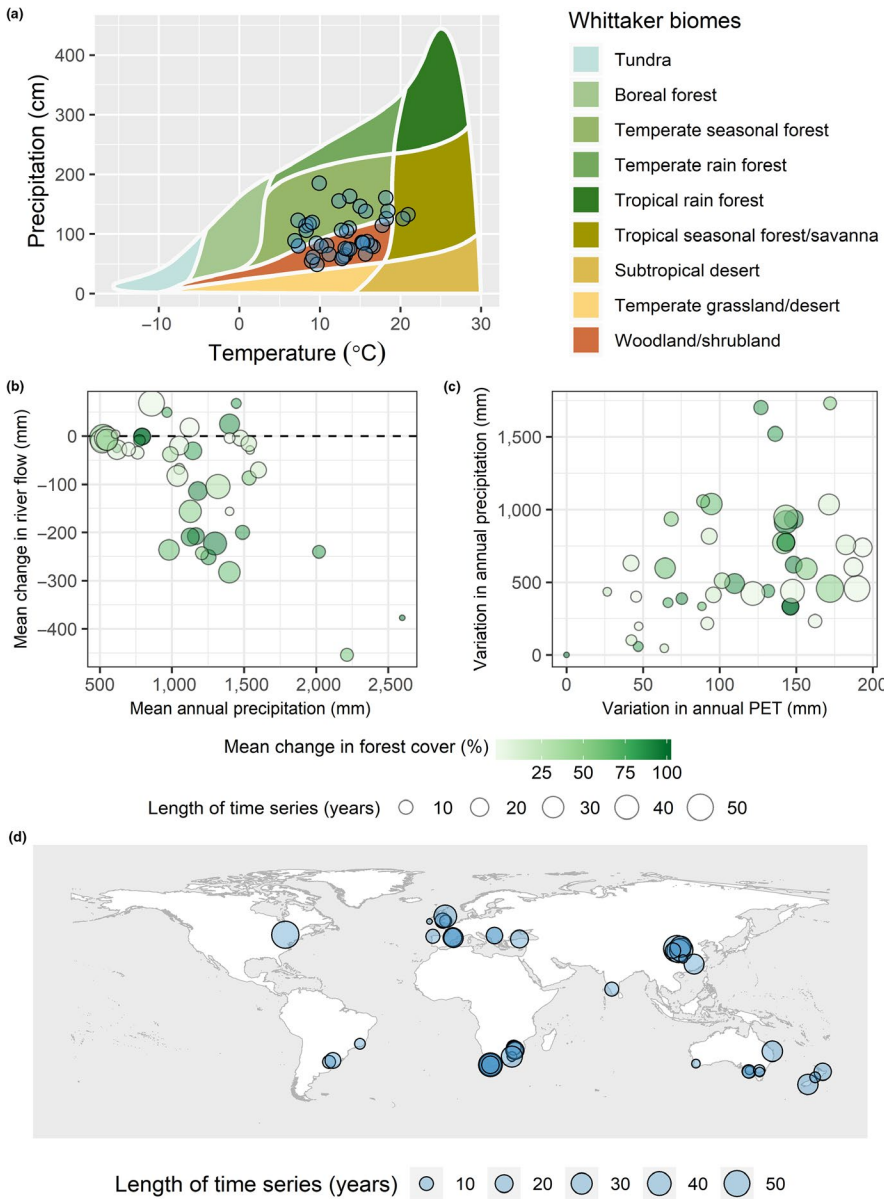 (a)
Precipitation (cm)
400
300
200
100
0
−10
0
10
20
30
Temperature (°C)
Whittaker biomes
Tundra
Boreal forest
Temperate seasonal forest
Temperate rain forest
Tropical rain forest
Tropical seasonal forest/savanna
Subtropical desert
Temperate grassland/desert
Woodland/shrubland
(b)
Mean change in river flow (mm)
0
−100
−200
−300
−400
500
1,000
1,500
2,000
2,500
Mean annual precipitation (mm)
(c)
Variation in annual precipitation (mm)
1,500
1,000
500
0
0
50
100
150
200
Variation in annual PET (mm)
Mean change in forest cover (%)
25
50
75
100
Length of time series (years)
10
20
30
40
50
(d)
Length of time series (years)
10
20
30
40
50